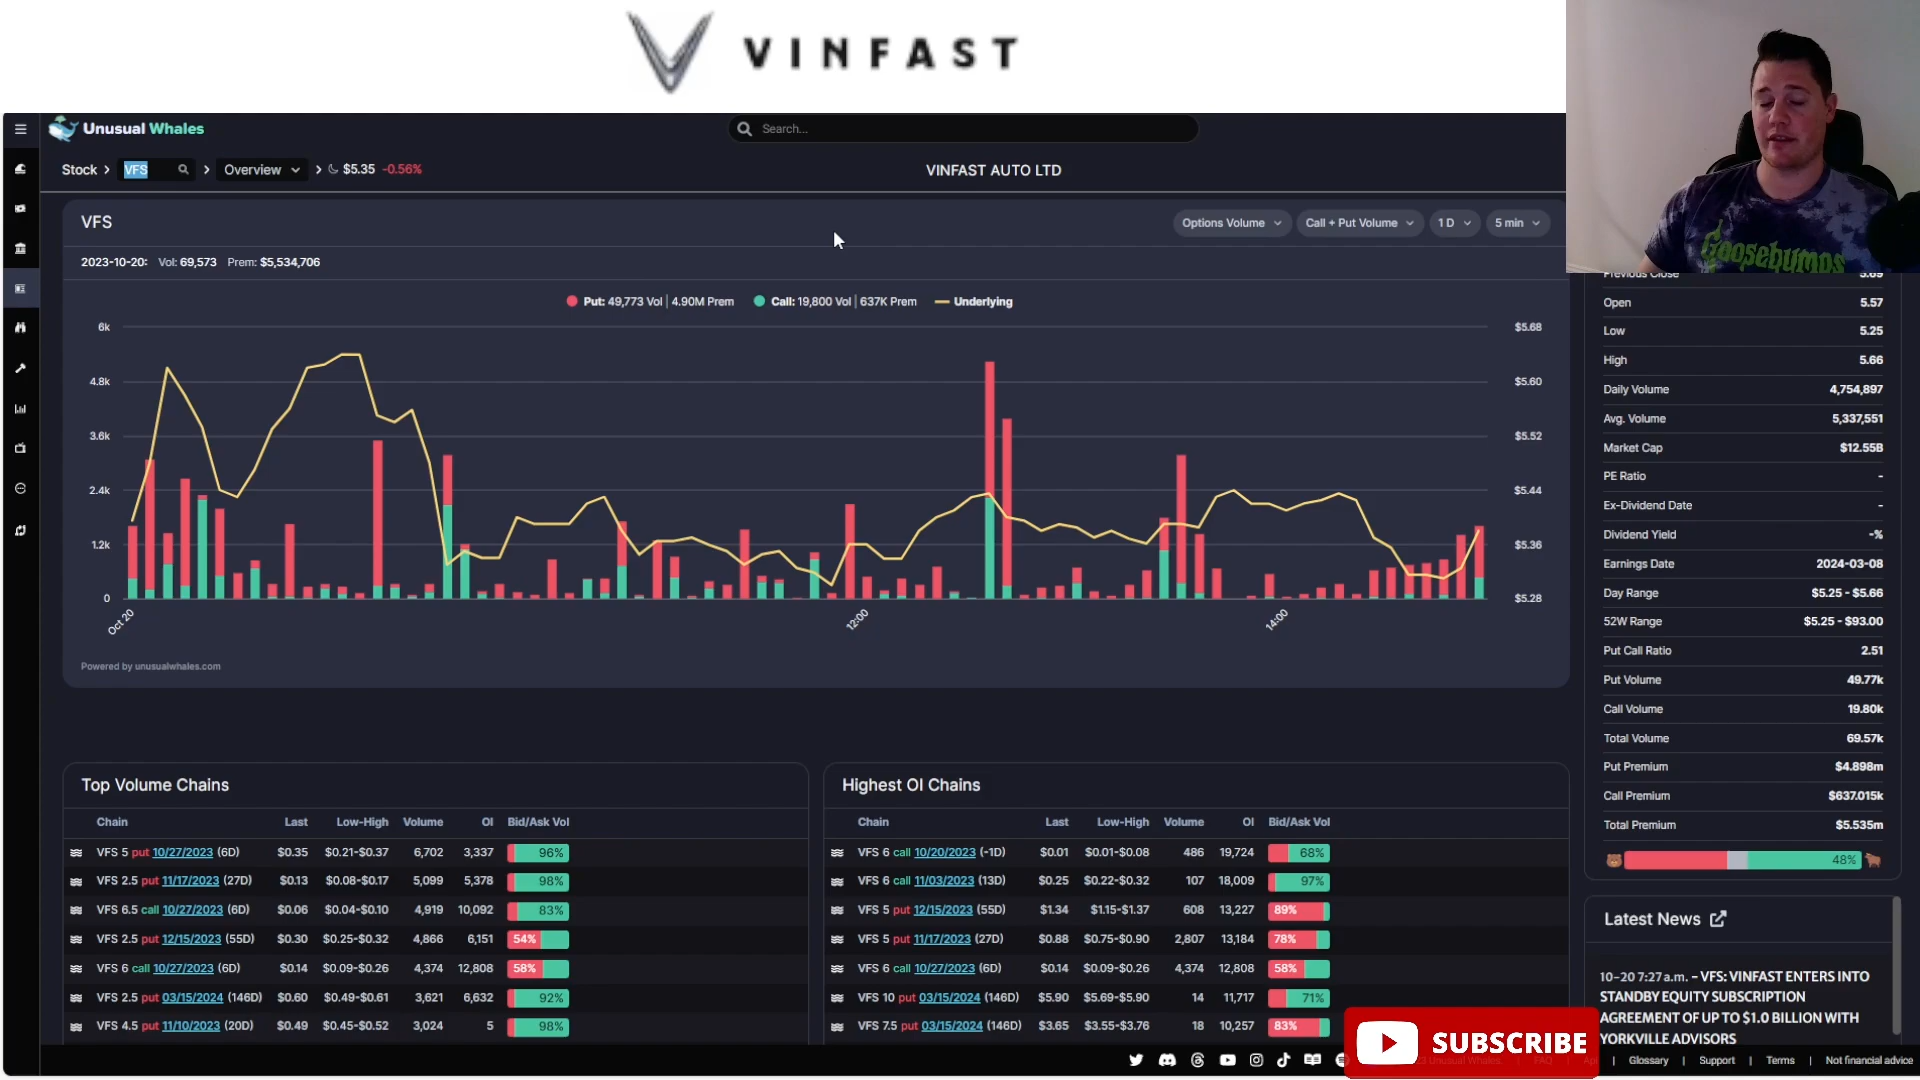 VINFAST
Unusual Whales
Search...
Stock > VFS > Overview > $5.35 -0.56%
VINFAST AUTO LTD
VFS
Options Volume
Call + Put Volume
1 D
5 min
2023-10-20: Vol: 69,573 Prem: $5,534,706
Put: 49,773 Vol | 4.90M Prem
Call: 19,800 Vol | 637K Prem
Underlying
6k
4.8k
3.6k
2.4k
1.2k
0
$5.68
$5.60
$5.52
$5.44
$5.36
$5.28
Oct 20
12:00
14:00
Powered by unusualwhales.com
Goosebumps
Previous Close 5.69
Open 5.57
Low 5.25
High 5.66
Daily Volume 4,754,897
Avg. Volume 5,337,551
Market Cap $12.55B
PE Ratio -
Ex-Dividend Date -
Dividend Yield -%
Earnings Date 2024-03-08
Day Range $5.25 - $5.66
52W Range $5.25 - $93.00
Put Call Ratio 2.51
Put Volume 49.77k
Call Volume 19.80k
Total Volume 69.57k
Put Premium $4.898m
Call Premium $637.015k
Total Premium $5.535m
48%
Top Volume Chains
Chain Last Low-High Volume OI Bid/Ask Vol
VFS 5 put 10/27/2023 (6D) $0.35 $0.21-$0.37 6,702 3,337 96%
VFS 2.5 put 11/17/2023 (27D) $0.13 $0.08-$0.17 5,099 5,378 98%
VFS 6.5 call 10/27/2023 (6D) $0.06 $0.04-$0.10 4,919 10,092 83%
VFS 2.5 put 12/15/2023 (55D) $0.30 $0.25-$0.32 4,866 6,151 54%
VFS 6 call 10/27/2023 (6D) $0.14 $0.09-$0.26 4,374 12,808 58%
VFS 2.5 put 03/15/2024 (146D) $0.60 $0.49-$0.61 3,621 6,632 92%
VFS 4.5 put 11/10/2023 (20D) $0.49 $0.45-$0.52 3,024 5 98%
Highest OI Chains
Chain Last Low-High Volume OI Bid/Ask Vol
VFS 6 call 10/20/2023 (-1D) $0.01 $0.01-$0.08 486 19,724 68%
VFS 6 call 11/03/2023 (13D) $0.25 $0.22-$0.32 107 18,009 97%
VFS 5 put 12/15/2023 (55D) $1.34 $1.15-$1.37 608 13,227 89%
VFS 5 put 11/17/2023 (27D) $0.88 $0.75-$0.90 2,807 13,184 78%
VFS 6 call 10/27/2023 (6D) $0.14 $0.09-$0.26 4,374 12,808 58%
VFS 10 put 03/15/2024 (146D) $5.90 $5.69-$5.90 14 11,717 71%
VFS 7.5 put 03/15/2024 (146D) $3.65 $3.55-$3.76 18 10,257 83%
Latest News
10-20 7:27 a.m. - VFS: VINFAST ENTERS INTO
STANDBY EQUITY SUBSCRIPTION
AGREEMENT OF UP TO $1.0 BILLION WITH
YORKVILLE ADVISORS
SUBSCRIBE
| Glossary | Support | Terms | Not financial advice